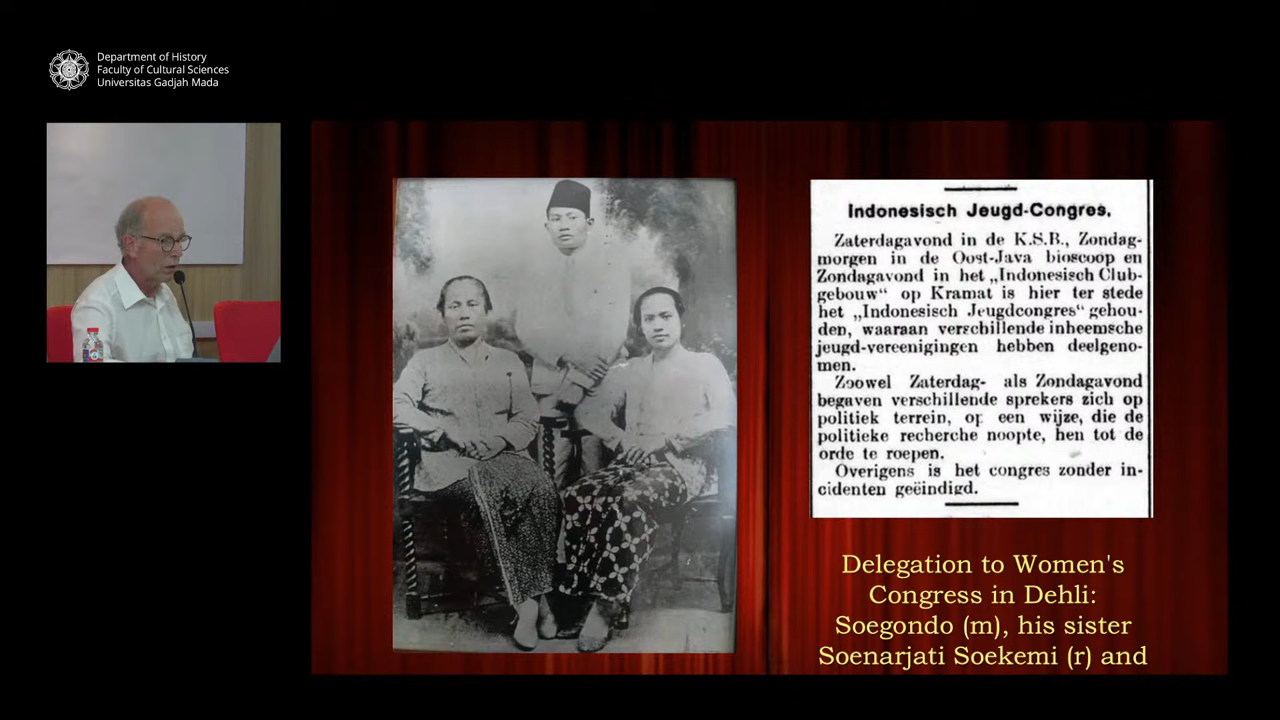 Department of History
Faculty of Cultural Sciences
Universitas Gadjah Mada
Indonesisch Jeugd-Congres.
Zaterdagavond in de K.S.B., Zondag-
morgen in de Oost-Java bioscoop en
Zondagavond in het „Indonesisch Club-
gebouw“ op Kramat is hier ter stede
het „Indonesisch Jeugdcongres“ gehou-
den, waaraan verschillende inheemsche
jeugd-vereenigingen hebben deelgeno-
men.
Zoowel Zaterdag- als Zondagavond
begaven verschillende sprekers zich op
politiek terrein, op een wijze, die de
politieke recherche noopte, hen tot de
orde te roepen.
Overigens is het congres zonder in-
cidenten geëindigd.
Delegation to Women's
Congress in Dehli:
Soegondo (m), his sister
Soenarjati Soekemi (r) and